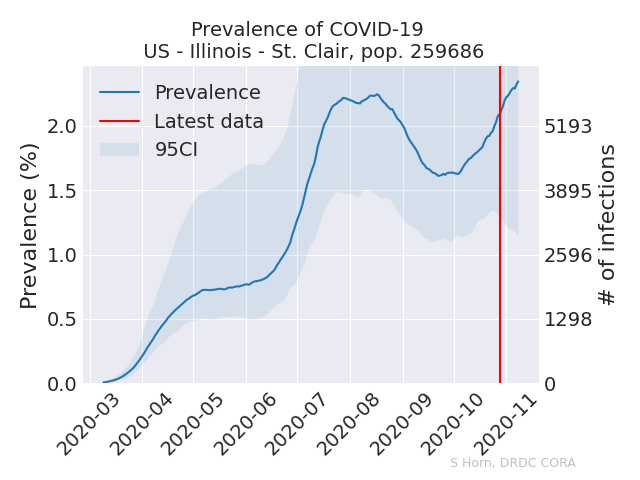 Prevalence of COVID-19
US - Illinois - St. Clair, pop. 259686
Prevalence
Latest data
95CI
Prevalence (%)
2.0
1.5
1.0
0.5
0.0
5193
3895
2596
1298
0
# of infections
2020-03
2020-04
2020-05
2020-06
2020-07
2020-08
2020-09
2020-10
2020-11
S Horn, DRDC CORA